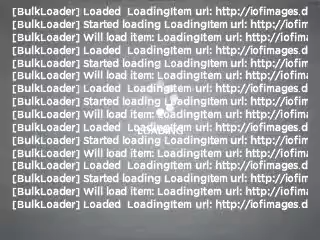 [BulkLoader] Loaded  LoadingItem url: http://iofimages.d
[BulkLoader] Started loading LoadingItem url: http://iofim
[BulkLoader] Will load item: LoadingItem url: http://iofima
[BulkLoader] Loaded  LoadingItem url: http://iofimages.d
[BulkLoader] Started loading LoadingItem url: http://iofim
[BulkLoader] Will load item: LoadingItem url: http://iofima
[BulkLoader] Loaded  LoadingItem url: http://iofimages.d
[BulkLoader] Started loading LoadingItem url: http://iofim
[BulkLoader] Will load item: LoadingItem url: http://iofima
[BulkLoader] Loaded  LoadingItem url: http://iofimages.d
LOADING
[BulkLoader] Started loading LoadingItem url: http://iofim
[BulkLoader] Will load item: LoadingItem url: http://iofima
[BulkLoader] Loaded  LoadingItem url: http://iofimages.d
[BulkLoader] Started loading LoadingItem url: http://iofim
[BulkLoader] Will load item: LoadingItem url: http://iofima
[BulkLoader] Loaded  LoadingItem url: http://iofimages.d